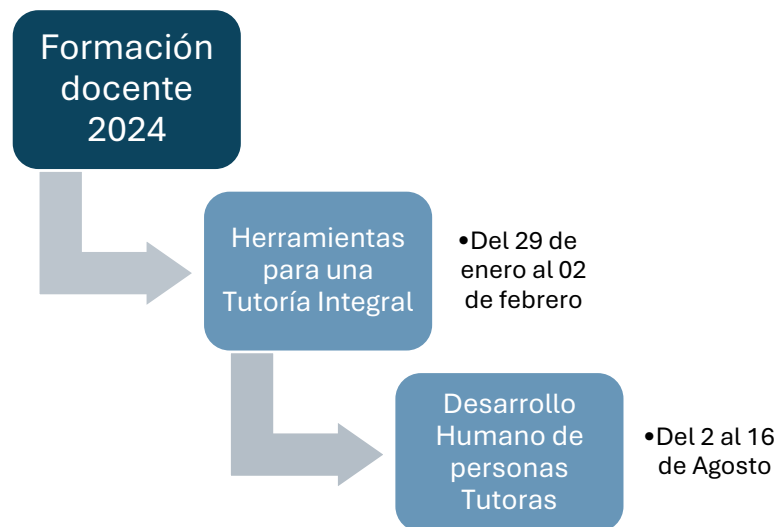 Formación
docente
2024
Herramientas
para una
Tutoría Integral
•Del 29 de
enero al 02
de febrero
Desarrollo
Humano de
personas
Tutoras
•Del 2 al 16
de Agosto